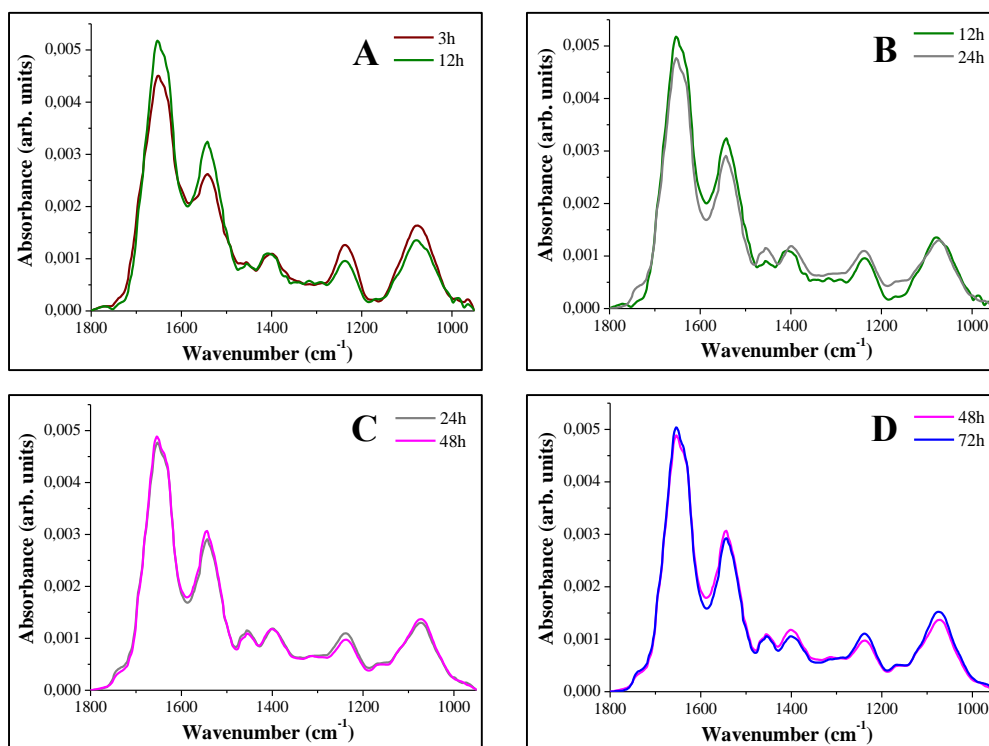 A
3h
12h
0,005
0,004
0,003
0,002
0,001
0,000
Absorbance (arb. units)
1800 1600 1400 1200 1000
Wavenumber (cm-1)
B
12h
24h
0,005
0,004
0,003
0,002
0,001
0,000
Absorbance (arb. units)
1800 1600 1400 1200 1000
Wavenumber (cm-1)
C
24h
48h
0,005
0,004
0,003
0,002
0,001
0,000
Absorbance (arb. units)
1800 1600 1400 1200 1000
Wavenumber (cm-1)
D
48h
72h
0,005
0,004
0,003
0,002
0,001
0,000
Absorbance (arb. units)
1800 1600 1400 1200 1000
Wavenumber (cm-1)